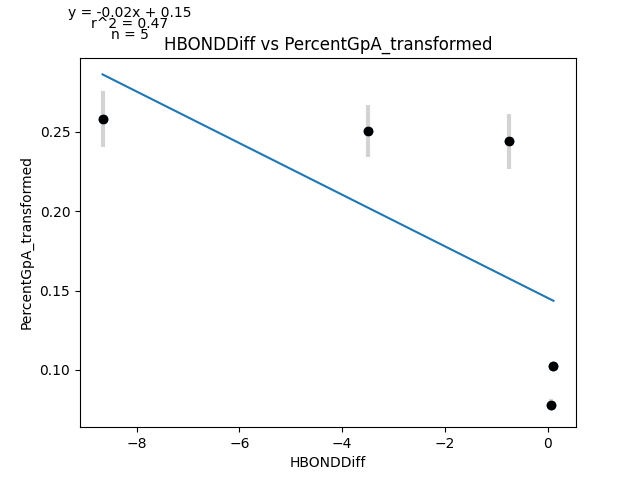 y = -0.02x + 0.15
r^2 = 0.47
n = 5
HBONDDiff vs PercentGpA_transformed
PercentGpA_transformed
0.25
0.20
0.15
0.10
−8
−6
−4
−2
0
HBONDDiff